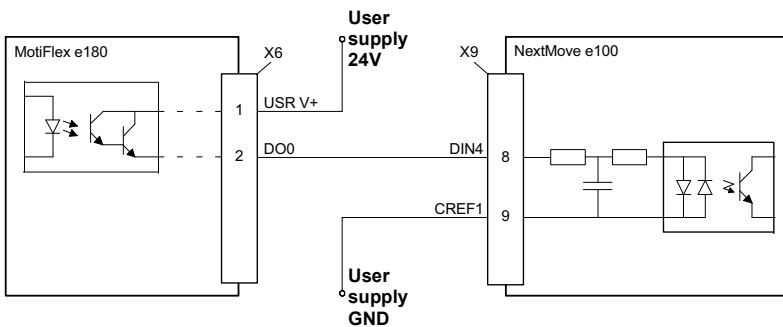 User
supply
24V
MotiFlex e180
X6
X9
NextMove e100
1
USR V+
2
DO0
DIN4
8
CREF1
9
User
supply
GND